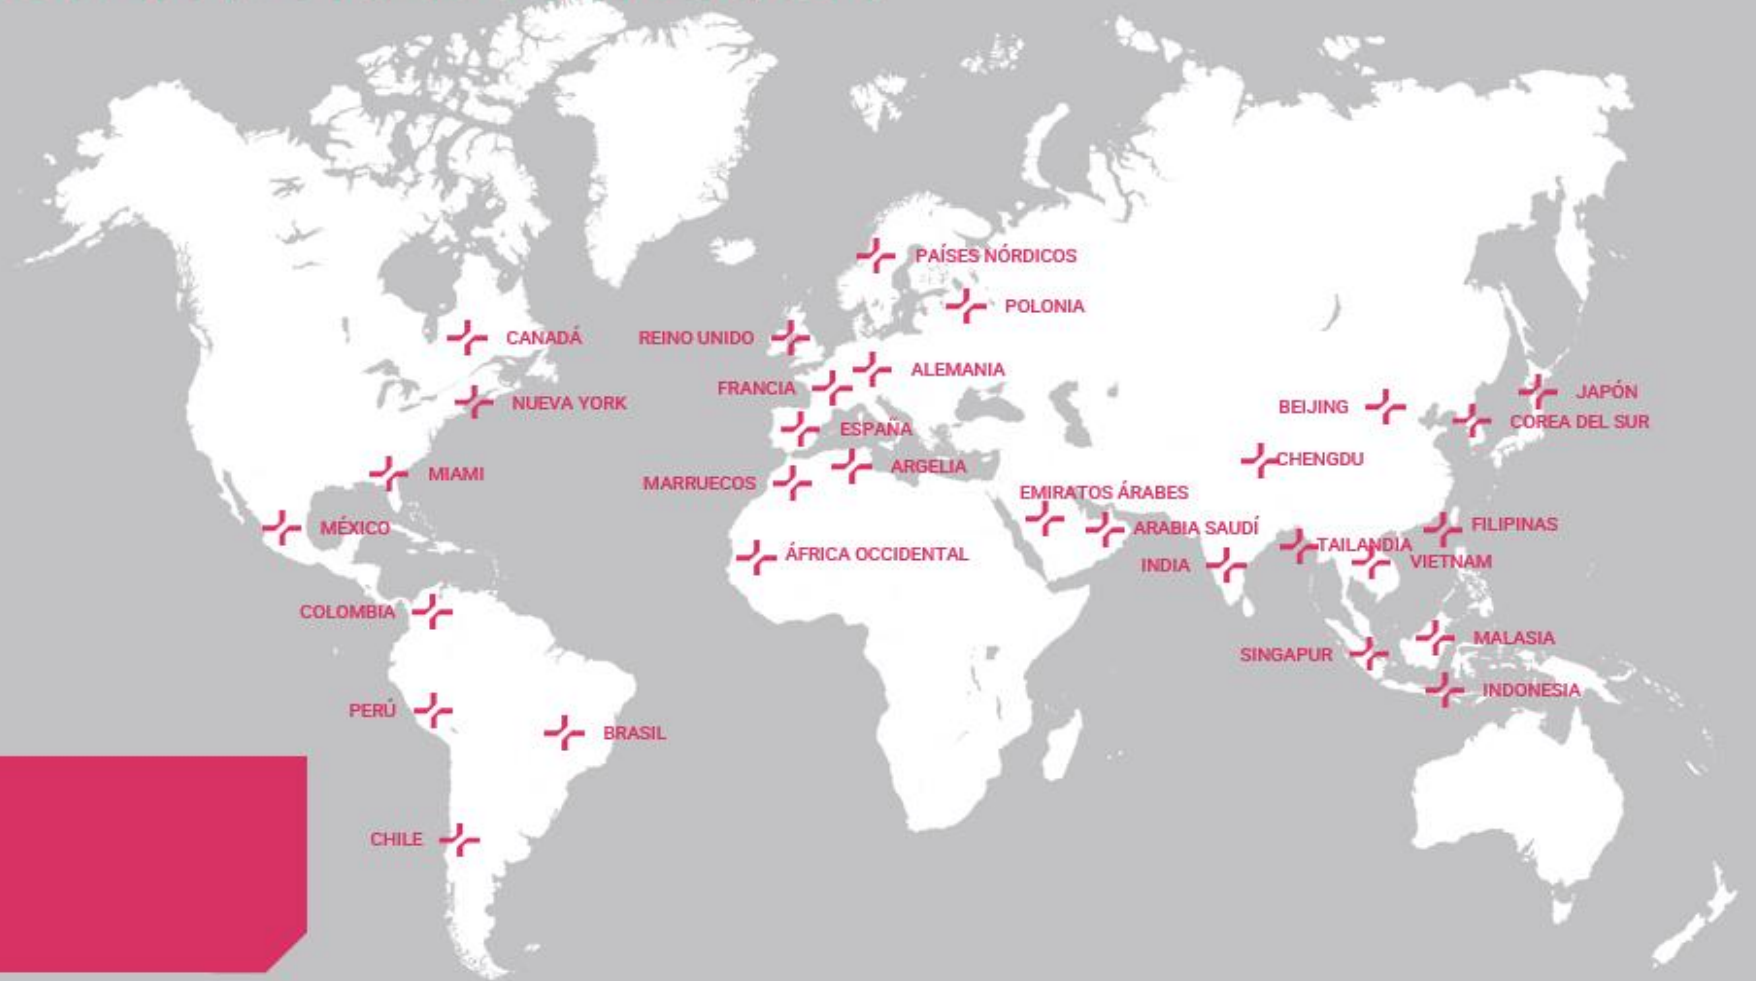 PAÍSES NÓRDICOS
POLONIA
CANADÁ
REINO UNIDO
ALEMANIA
FRANCIA
NUEVA YORK
ESPAÑA
BEIJING
JAPÓN
COREA DEL SUR
CHENGDU
MIAMI
MARRUECOS
ARGELIA
EMIRATOS ÁRABES
MÉXICO
ARABIA SAUDÍ
FILIPINAS
TAILANDIA
ÁFRICA OCCIDENTAL
INDIA
VIETNAM
COLOMBIA
SINGAPUR
MALASIA
INDONESIA
PERÚ
BRASIL
CHILE